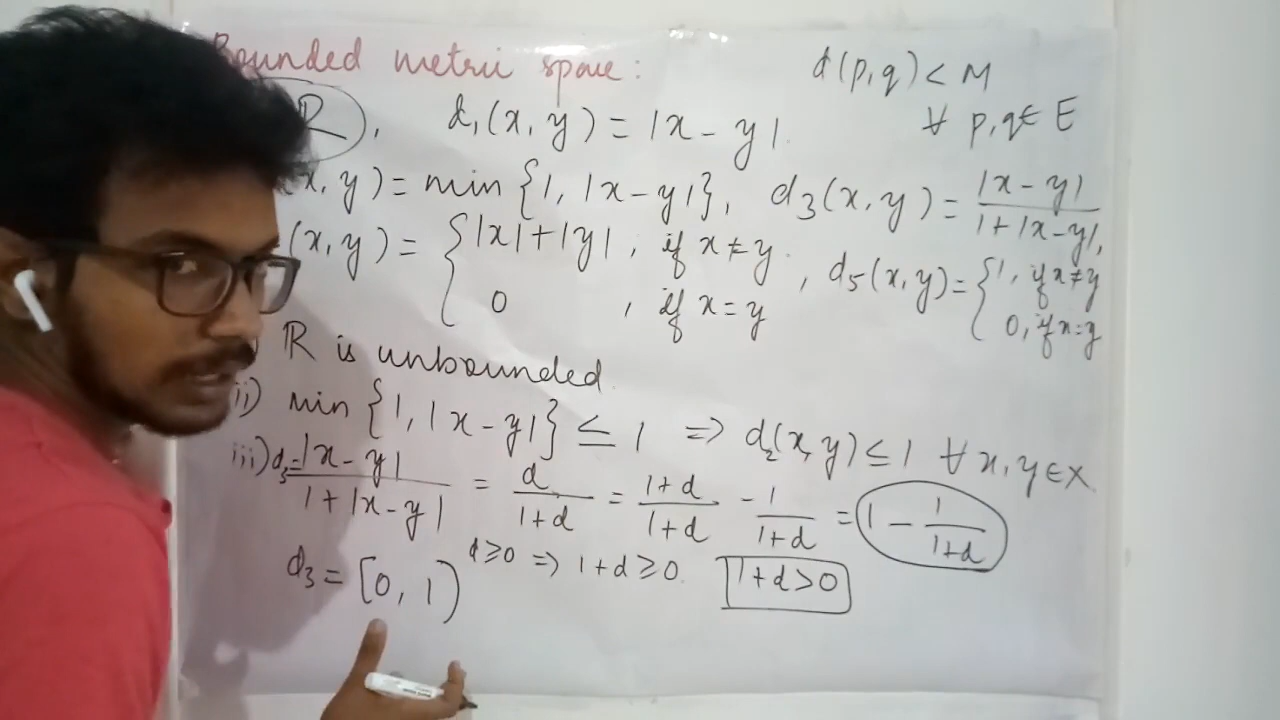 Bounded metric space: d(p,q) < M
R), d₁(x, y) = |x - y|. ∀ p,q ∈ E
(x, y) = min {1, |x - y|}, d₃(x, y) = |x - y| / 1 + |x - y|,
(x, y) = { |x| + |y|, if x ≠ y. , d₅(x, y) = { 1, if x ≠ y
0 , if x = y 0, if x = y
R is unbounded.
ii) min {1, |x - y|} ≤ 1 ⇒ d₂(x, y) ≤ 1 ∀ x, y ∈ X.
iii) d₃ = |x - y| / 1 + |x - y| = d / 1+d = 1+d / 1+d - 1 / 1+d = 1 - 1 / 1+d
d₃ = [0, 1) d ≥ 0 ⇒ 1+d ≥ 0. 1+d > 0